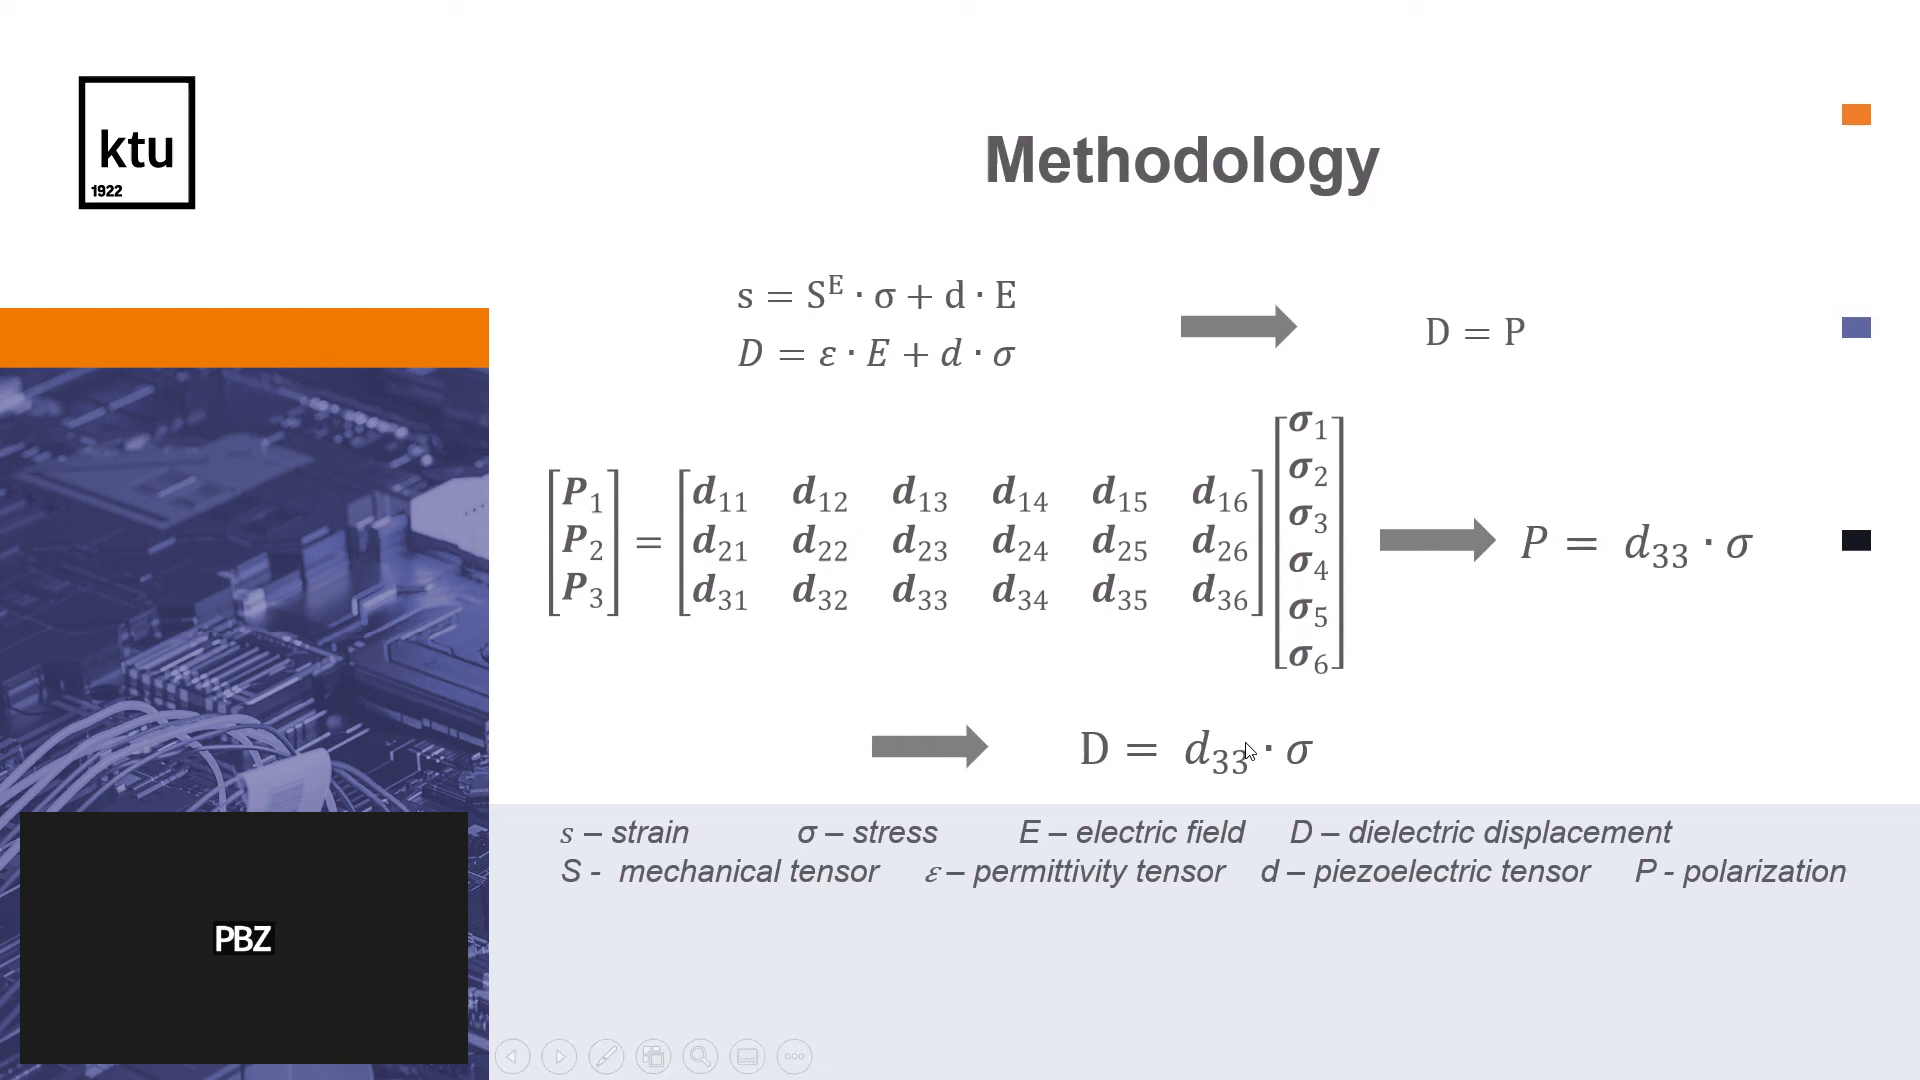 ktu
1922
Methodology
s = Sᴱ · σ + d · E
D = ε · E + d · σ
D = P
[P₁ P₂ P₃] = [d₁₁ d₁₂ d₁₃ d₁₄ d₁₅ d₁₆
d₂₁ d₂₂ d₂₃ d₂₄ d₂₅ d₂₆
d₃₁ d₃₂ d₃₃ d₃₄ d₃₅ d₃₆] [σ₁ σ₂ σ₃ σ₄ σ₅ σ₆]
P = d₃₃ · σ
D = d₃₃ · σ
s – strain σ – stress E – electric field D – dielectric displacement
S - mechanical tensor ε – permittivity tensor d – piezoelectric tensor P - polarization
PBZ